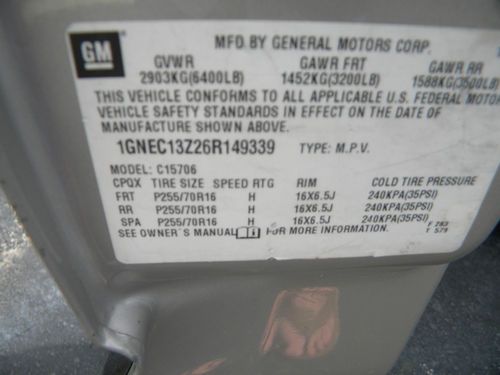 GM
MFD BY GENERAL MOTORS CORP.
GVWR GAWR FRT GAWR RR
2903KG(6400LB) 1452KG(3200LB) 1588KG(3500LB)
THIS VEHICLE CONFORMS TO ALL APPLICABLE U.S. FEDERAL MOTOR
VEHICLE SAFETY STANDARDS IN EFFECT ON THE DATE OF
MANUFACTURE SHOWN ABOVE.
1GNEC13Z26R149339 TYPE: M.P.V.
MODEL: C15706
CPQX TIRE SIZE SPEED RTG RIM COLD TIRE PRESSURE
FRT P255/70R16 H 16X6.5J 240KPA(35PSI)
RR P255/70R16 H 16X6.5J 240KPA(35PSI)
SPA P255/70R16 H 16X6.5J 240KPA(35PSI)
SEE OWNER'S MANUAL FOR MORE INFORMATION.